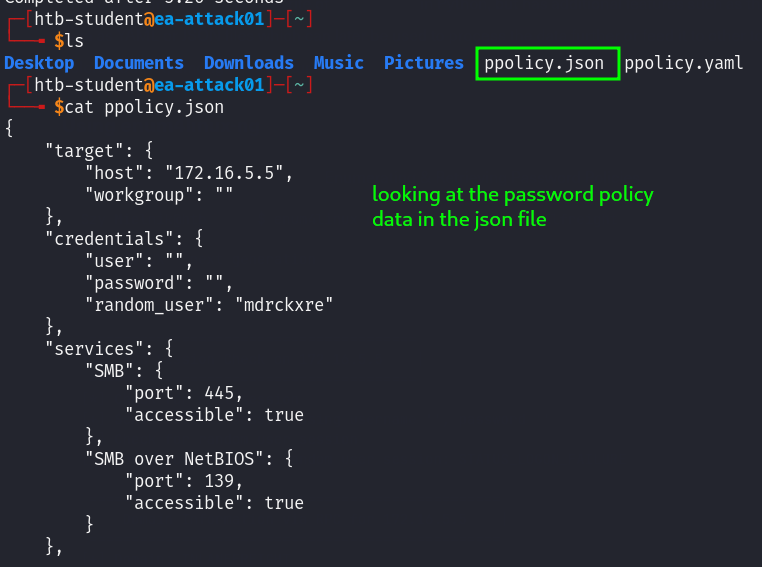 Completed after 5.26 seconds
┌─[htb-student@ea-attack01]─[~]
└──╼ $ls
Desktop Documents Downloads Music Pictures ppolicy.json ppolicy.yaml
┌─[htb-student@ea-attack01]─[~]
└──╼ $cat ppolicy.json
{
    "target": {
        "host": "172.16.5.5",
        "workgroup": ""
looking at the password policy
data in the json file
    },
    "credentials": {
        "user": "",
        "password": "",
        "random_user": "mdrckxre"
    },
    "services": {
        "SMB": {
            "port": 445,
            "accessible": true
        },
        "SMB over NetBIOS": {
            "port": 139,
            "accessible": true
        }
    },